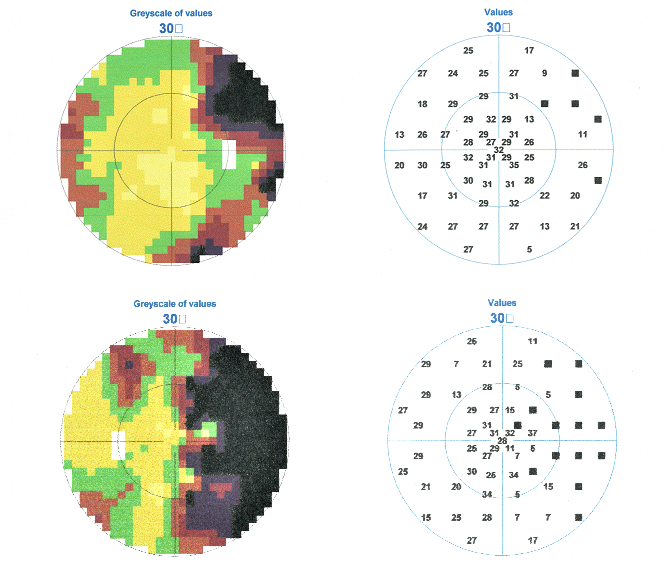 Greyscale of values Values
30□ 30□
25 17
27 24 25 27 9 ■
29 31
18 29 ■ ■
29 32 29 13 ■
13 26 27 29 31 11
28 27 29 26
32
32 31 29 25
20 30 25 31 35 26
30 31 31 28 ■
17 31 22 20
29 32
24 27 27 27 13 21
27 5
Greyscale of values Values
30□ 30□
26 11
29 7 21 25 ■ ■
28 5
29 13 5 ■
27 29 27 15 ■
29 31 ■ ■ ■ ■
27 31 32 37
28
26 29 11 5
29 27 7 ■ ■ ■
25 30 25 34 ■
21 20 15 ■
34 5
15 25 28 7 7 ■
27 17